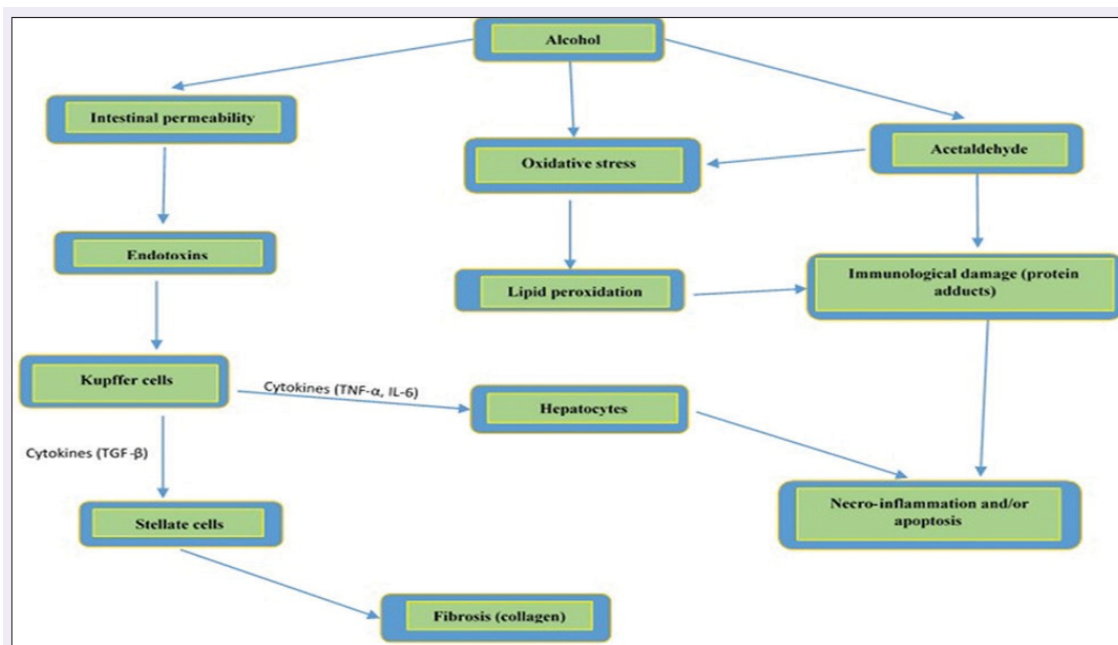 Alcohol
Intestinal permeability
Oxidative stress
Acetaldehyde
Endotoxins
Lipid peroxidation
Immunological damage (protein
adducts)
Kupffer cells
Cytokines (TNF-α, IL-6)
Hepatocytes
Cytokines (TGF-β)
Stellate cells
Necro-inflammation and/or
apoptosis
Fibrosis (collagen)